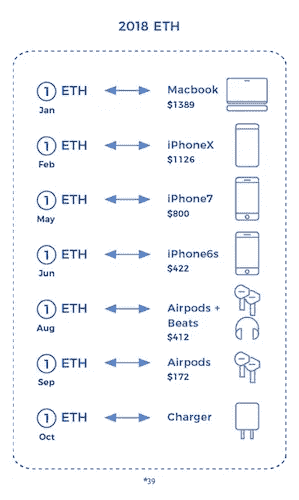 2018 ETH
1 ETH Macbook
Jan $1389
1 ETH iPhoneX
Feb $1126
1 ETH iPhone7
May $800
1 ETH iPhone6s
Jun $422
1 ETH Airpods +
Aug Beats
$412
1 ETH Airpods
Sep $172
1 ETH Charger
Oct
*39